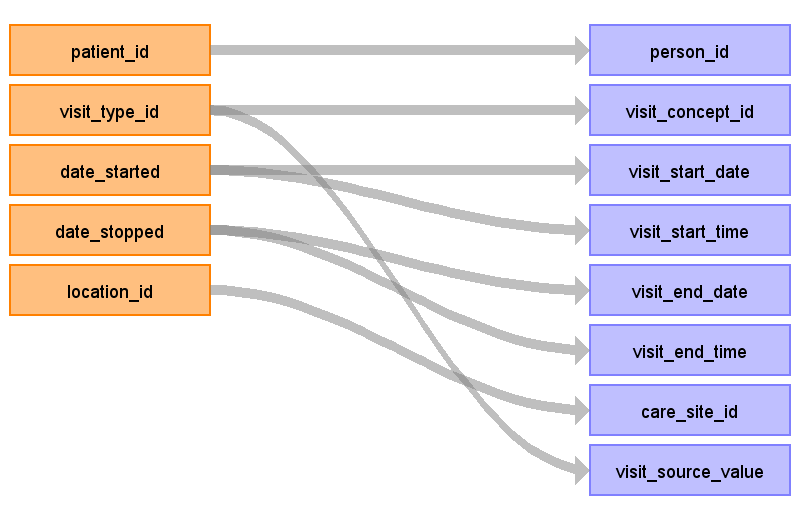 patient_id
person_id
visit_type_id
visit_concept_id
date_started
visit_start_date
date_stopped
visit_start_time
location_id
visit_end_date
visit_end_time
care_site_id
visit_source_value